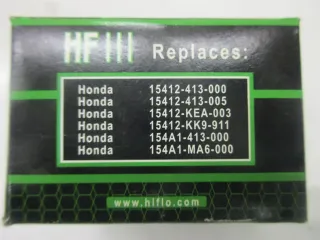 HF111 Replaces:
Honda 15412-413-000
Honda 15412-413-005
Honda 15412-KEA-003
Honda 15412-KK9-911
Honda 154A1-413-000
Honda 154A1-MA6-000
www.hiflo.com